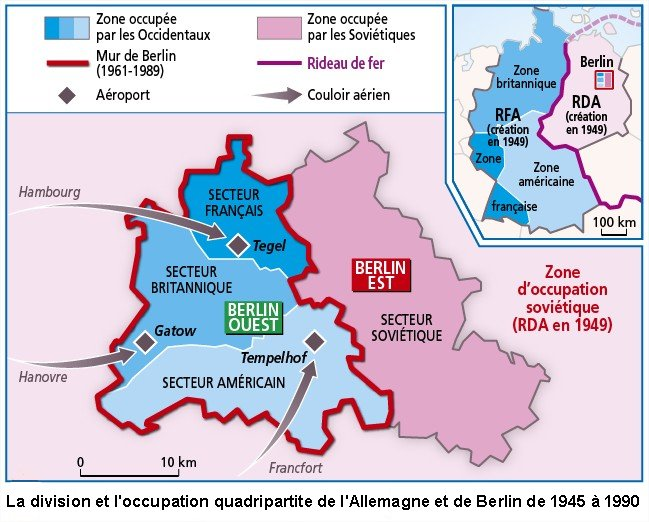 Zone occupée
par les Occidentaux
Zone occupée
par les Soviétiques
Mur de Berlin
(1961-1989)
Rideau de fer
Aéroport
Couloir aérien
Zone
britannique
Berlin
RFA
(création
en 1949)
RDA
(création
en 1949)
Zone
française
Zone
américaine
100 km
Hambourg
SECTEUR
FRANÇAIS
Tegel
SECTEUR
BRITANNIQUE
BERLIN
OUEST
BERLIN
EST
Zone
d'occupation
soviétique
(RDA en 1949)
SECTEUR
SOVIÉTIQUE
Gatow
Tempelhof
Hanovre
SECTEUR AMÉRICAIN
0 10 km
Francfort
La division et l'occupation quadripartite de l'Allemagne et de Berlin de 1945 à 1990